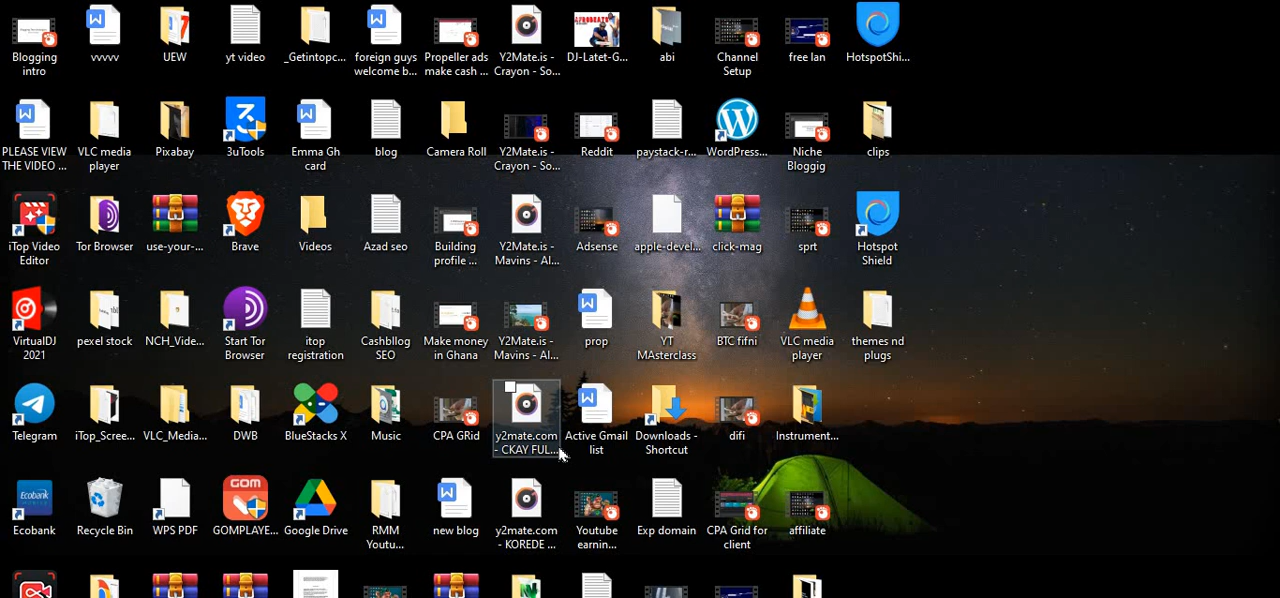 Blogging
intro
vvvvv
UEW
yt video
_Getintopc...
foreign guys
welcome b...
Propeller ads
make cash ...
Y2Mate.is -
Crayon - So...
DJ-Latet-G...
abi
Channel
Setup
free lan
HotspotShi...
PLEASE VIEW
THE VIDEO ...
VLC media
player
Pixabay
3uTools
Emma Gh
card
blog
Camera Roll
Y2Mate.is -
Crayon - So...
Reddit
paystack-r...
WordPress...
Niche
Bloggig
clips
iTop Video
Editor
Tor Browser
use-your-...
Brave
Videos
Azad seo
Building
profile ...
Y2Mate.is -
Mavins - Al...
Adsense
apple-devel...
click-mag
sprt
Hotspot
Shield
VirtualDJ
2021
pexel stock
NCH_Vide...
Start Tor
Browser
itop
registration
Cashbllog
SEO
Make money
in Ghana
Y2Mate.is -
Mavins - Al...
prop
YT
MAsterclass
BTC fifni
VLC media
player
themes nd
plugs
Telegram
iTop_Scree...
VLC_Media...
DWB
BlueStacks X
Music
CPA GRid
y2mate.com
- CKAY FUL...
Active Gmail
list
Downloads -
Shortcut
difi
Instrument...
Ecobank
Ecobank
Recycle Bin
WPS PDF
GOM
GOMPLAYE...
Google Drive
RMM
Youtu...
new blog
y2mate.com
- KOREDE ...
Youtube
earnin...
Exp domain
CPA Grid for
client
affiliate